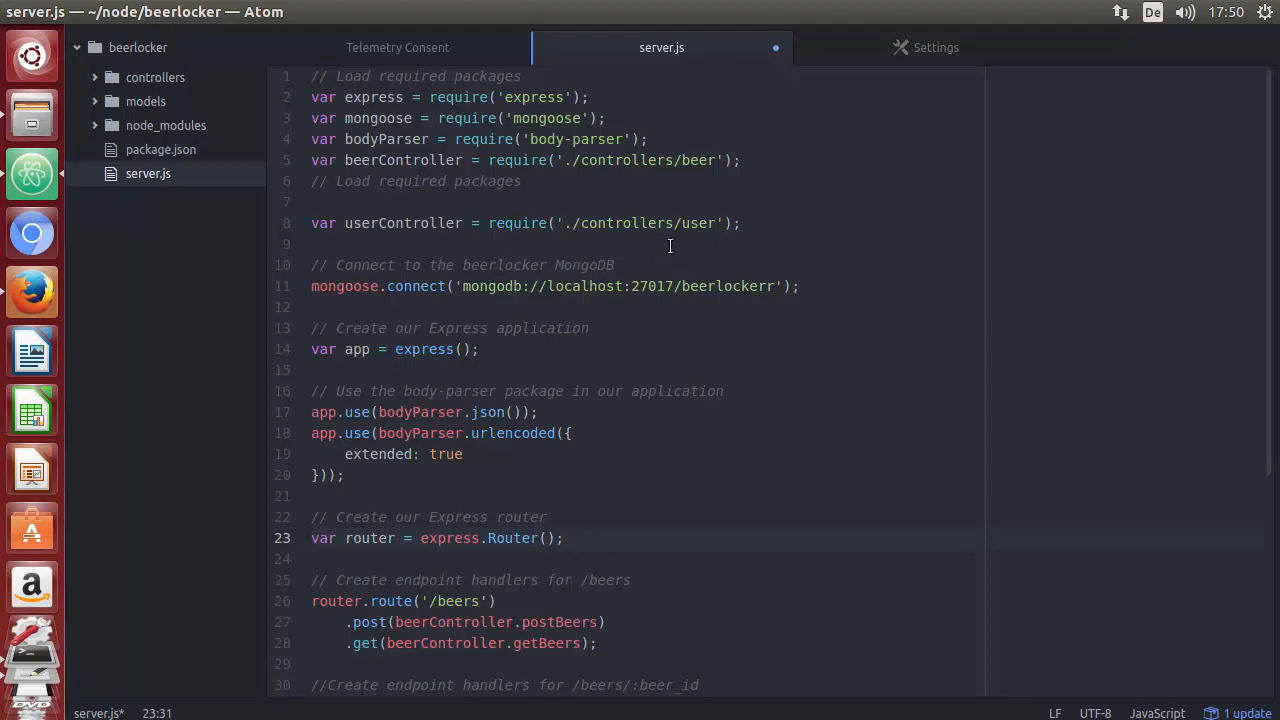 server.js — ~/node/beerlocker — Atom
De
17:50
beerlocker
controllers
models
node_modules
package.json
server.js
Telemetry Consent
server.js
Settings
1 // Load required packages
2 var express = require('express');
3 var mongoose = require('mongoose');
4 var bodyParser = require('body-parser');
5 var beerController = require('./controllers/beer');
6 // Load required packages
7
8 var userController = require('./controllers/user');
9
10 // Connect to the beerlocker MongoDB
11 mongoose.connect('mongodb://localhost:27017/beerlockerr');
12
13 // Create our Express application
14 var app = express();
15
16 // Use the body-parser package in our application
17 app.use(bodyParser.json());
18 app.use(bodyParser.urlencoded({
19 extended: true
20 }));
21
22 // Create our Express router
23 var router = express.Router();
24
25 // Create endpoint handlers for /beers
26 router.route('/beers')
27 .post(beerController.postBeers)
28 .get(beerController.getBeers);
29
30 //Create endpoint handlers for /beers/:beer_id
server.js* 23:31
LF UTF-8 JavaScript 1 update